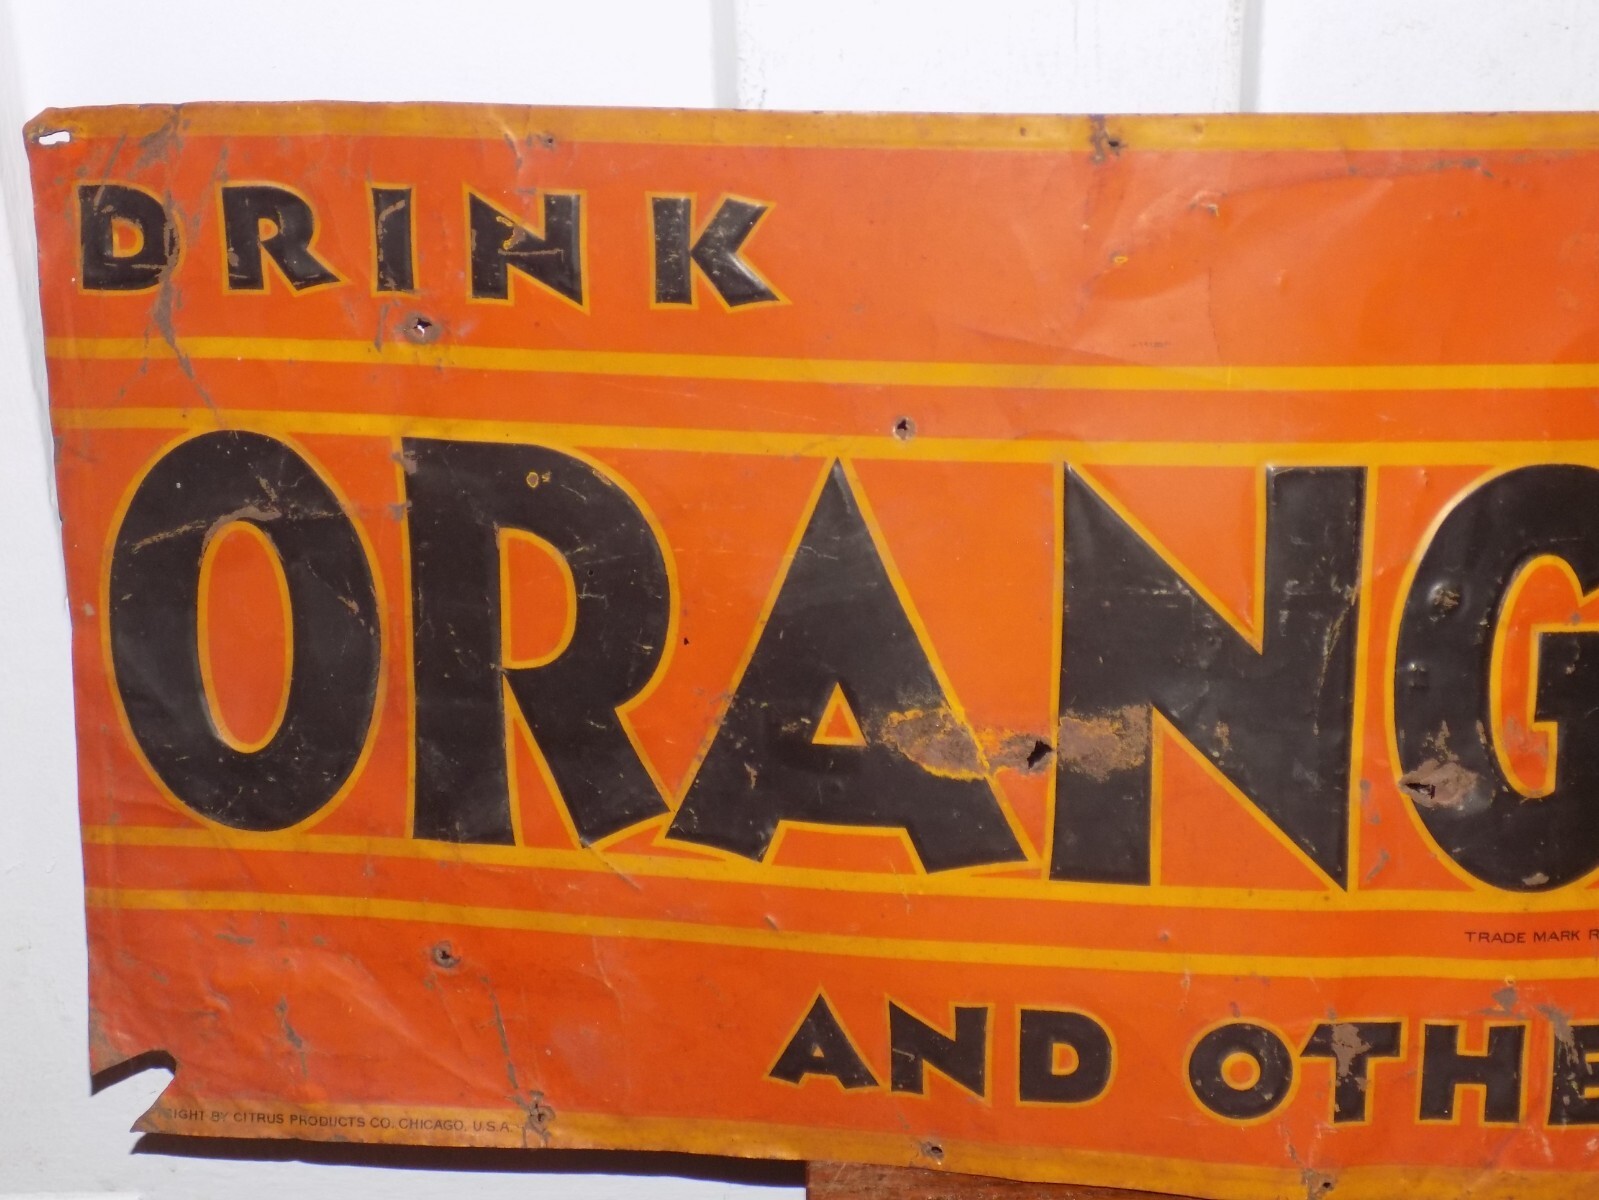 DRINK
ORANG
TRADE MARK R
AND OTHE
RIGHT BY CITRUS PRODUCTS CO. CHICAGO, U.S.A.